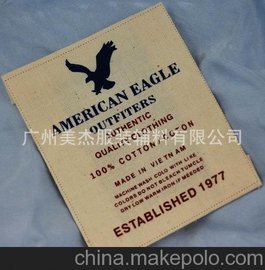 AMERICAN EAGLE
OUTFITTERS
AUTHENTIC
QUALITY CLOTHING
100% COTTON
广州美杰服装辅料有限公司
MADE IN VIETNAM
MACHINE WASH COLD WITH LIKE
COLORS DO NOT BLEACH TUMBLE
DRY LOW WARM IRON IF NEEDED
ESTABLISHED 1977
china.makepolo.com